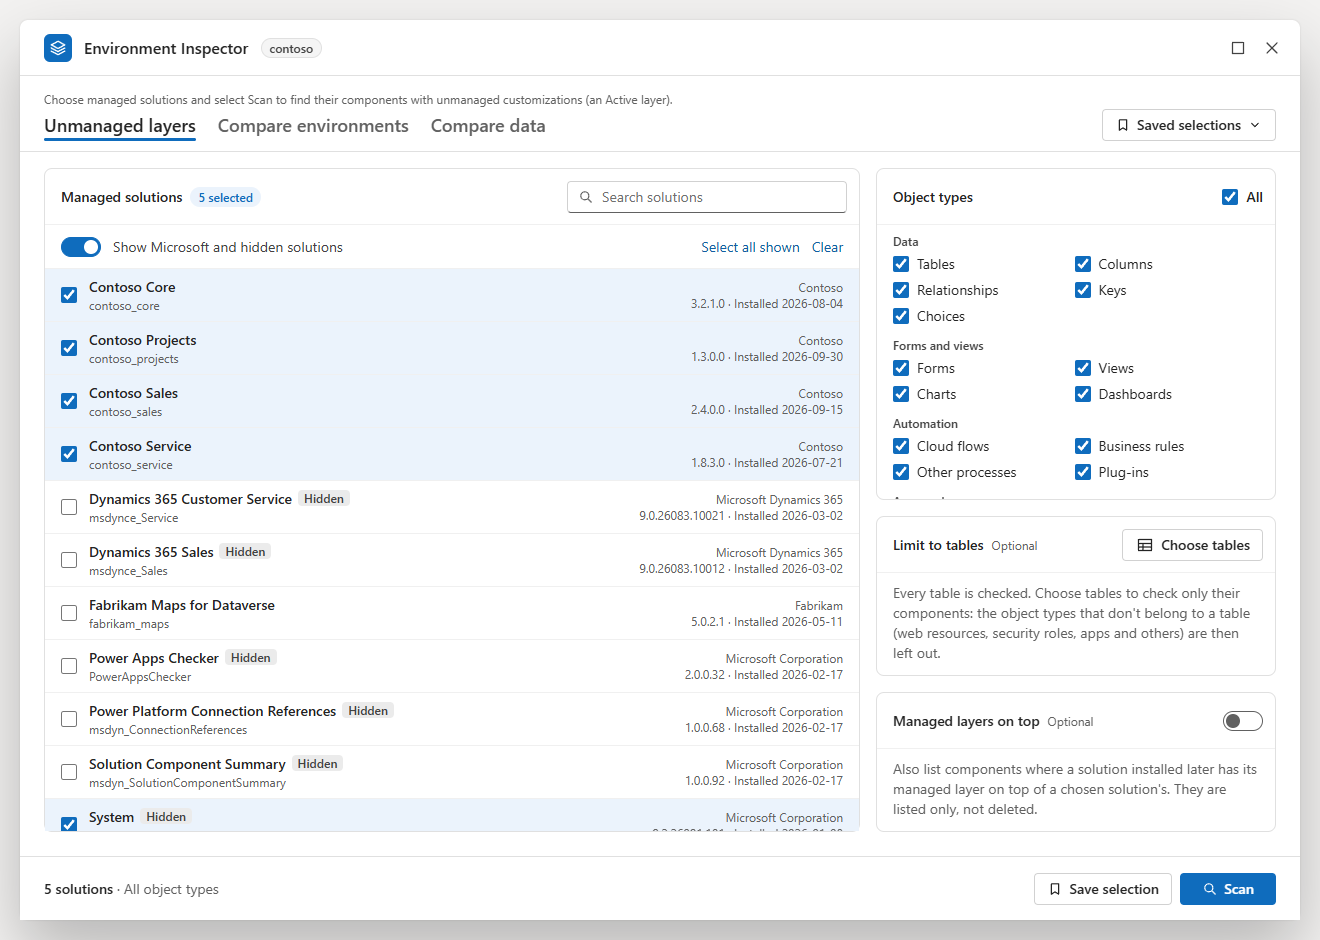 Environment Inspector contoso
Choose managed solutions and select Scan to find their components with unmanaged customizations (an Active layer).
Unmanaged layers Compare environments Compare data
Saved selections
Managed solutions 5 selected
Search solutions
Show Microsoft and hidden solutions
Select all shown Clear
Contoso Core
contoso_core
Contoso
3.2.1.0 · Installed 2026-08-04
Contoso Projects
contoso_projects
Contoso
1.3.0.0 · Installed 2026-09-30
Contoso Sales
contoso_sales
Contoso
2.4.0.0 · Installed 2026-09-15
Contoso Service
contoso_service
Contoso
1.8.3.0 · Installed 2026-07-21
Dynamics 365 Customer Service Hidden
msdynce_Service
Microsoft Dynamics 365
9.0.26083.10021 · Installed 2026-03-02
Dynamics 365 Sales Hidden
msdynce_Sales
Microsoft Dynamics 365
9.0.26083.10012 · Installed 2026-03-02
Fabrikam Maps for Dataverse
fabrikam_maps
Fabrikam
5.0.2.1 · Installed 2026-05-11
Power Apps Checker Hidden
PowerAppsChecker
Microsoft Corporation
2.0.0.32 · Installed 2026-02-17
Power Platform Connection References Hidden
msdyn_ConnectionReferences
Microsoft Corporation
1.0.0.68 · Installed 2026-02-17
Solution Component Summary Hidden
msdyn_SolutionComponentSummary
Microsoft Corporation
1.0.0.92 · Installed 2026-02-17
System Hidden
Microsoft Corporation
Object types
All
Data
Tables Columns
Relationships Keys
Choices
Forms and views
Forms Views
Charts Dashboards
Automation
Cloud flows Business rules
Other processes Plug-ins
Limit to tables Optional
Choose tables
Every table is checked. Choose tables to check only their
components: the object types that don't belong to a table
(web resources, security roles, apps and others) are then
left out.
Managed layers on top Optional
Also list components where a solution installed later has its
managed layer on top of a chosen solution's. They are
listed only, not deleted.
5 solutions · All object types
Save selection
Scan